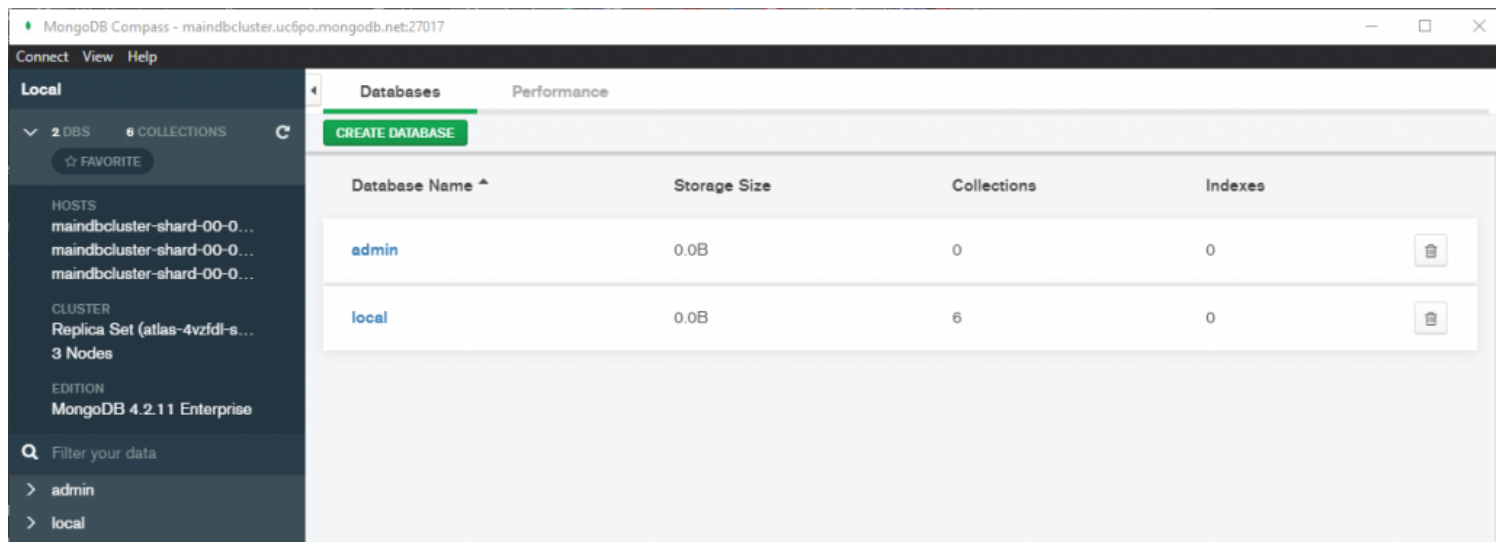 MongoDB Compass - maindbcluster.uc6po.mongodb.net:27017
Connect View Help
Local
Databases Performance
2 DBS 6 COLLECTIONS
CREATE DATABASE
FAVORITE
Database Name Storage Size Collections Indexes
HOSTS
maindbcluster-shard-00-0...
maindbcluster-shard-00-0...
maindbcluster-shard-00-0...
admin 0.0B 0 0
CLUSTER
Replica Set (atlas-4vzfdl-s...
3 Nodes
local 0.0B 6 0
EDITION
MongoDB 4.2.11 Enterprise
Filter your data
admin
local